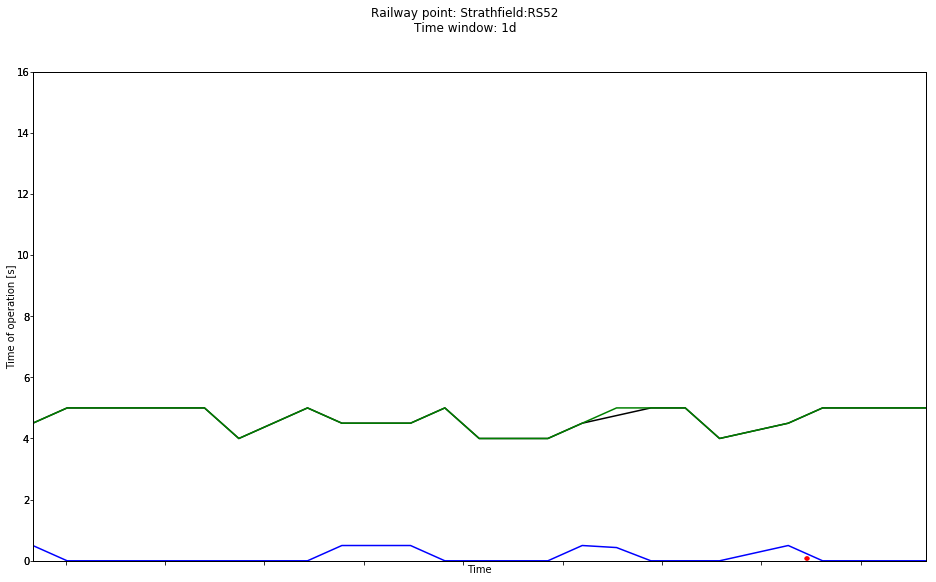 Railway point: Strathfield:RS52
Time window: 1d
16
14
12
10
8
6
4
2
0
Time of operation [s]
Time